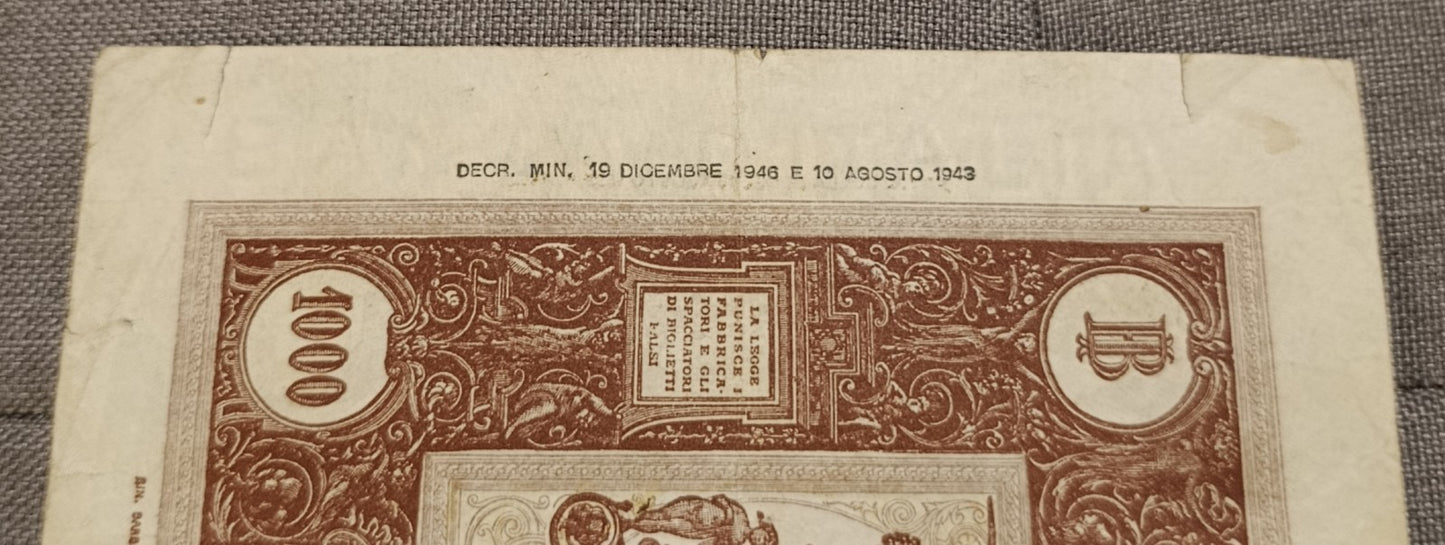 DECR. MIN. 19 DICEMBRE 1946 E 10 AGOSTO 1943
1000
LA LEGGE
PUNISCE I
FABBRICA-
TORI E GLI
SPACCIATORI
DI BIGLIETTI
FALSI
B